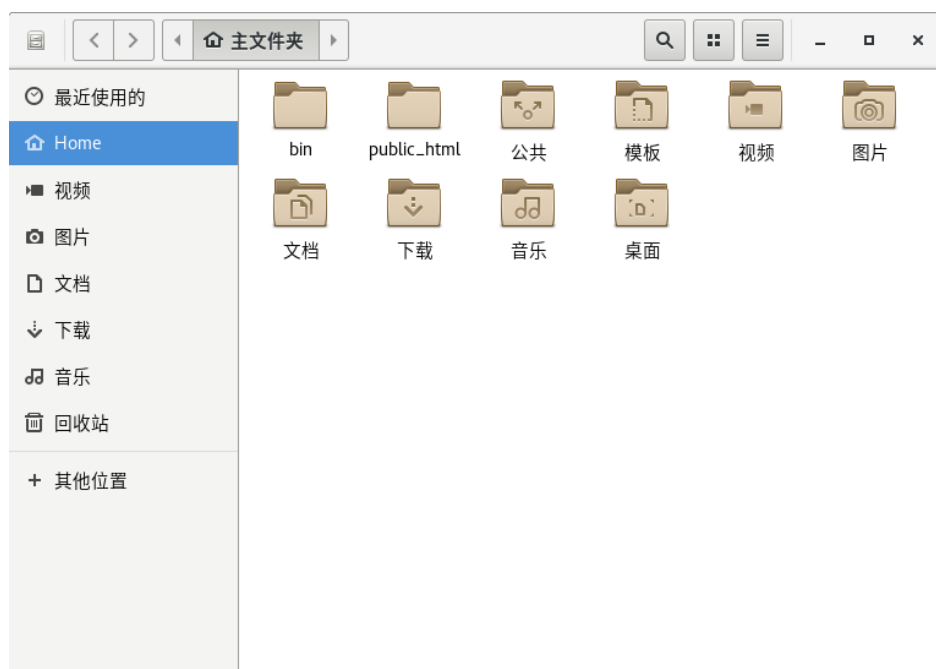 主文件夹
最近使用的
Home
视频
图片
文档
下载
音乐
回收站
其他位置
bin
public_html
公共
模板
视频
图片
文档
下载
音乐
桌面